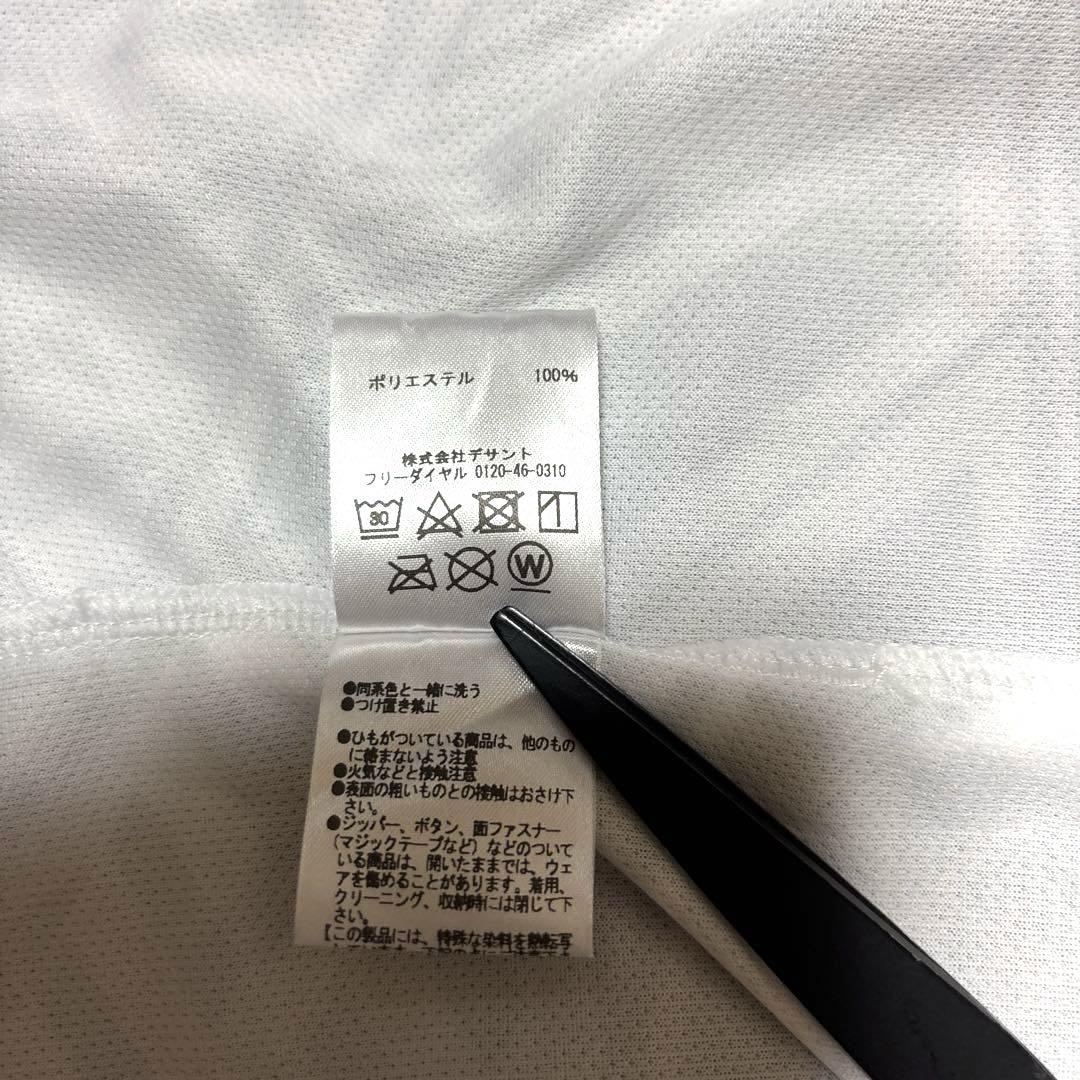 ポリエステル 100%
株式会社デサント
フリーダイヤル 0120-46-0310
30
W
●同系色と一緒に洗う
●つけ置き禁止
●ひもがついている商品は、他のもの
に絡まないよう注意
●火気などと接触注意
●表面の粗いものとの接触はおさけ下
さい。
●ジッパー、ボタン、面ファスナー
(マジックテープなど)などのついて
いる商品は、開いたままでは、ウェ
アを傷めることがあります。着用、
クリーニング、収納時には閉じて下
さい。
【この製品には、特殊な染料を熱転写